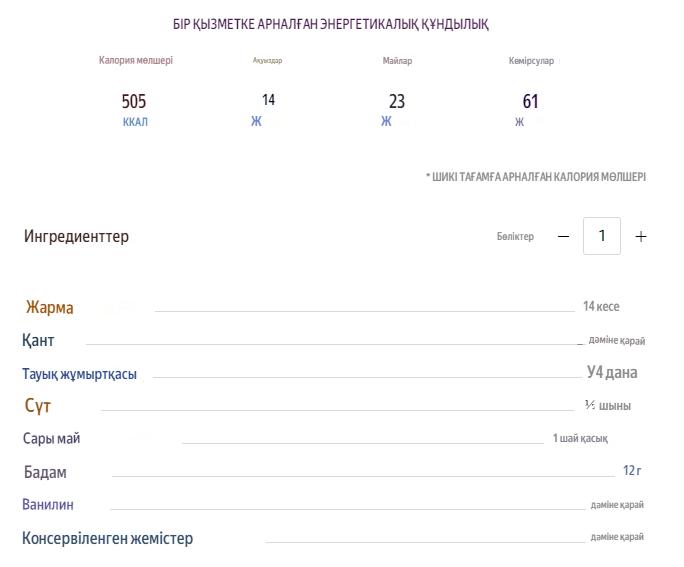 БІР ҚЫЗМЕТКЕ АРНАЛҒАН ЭНЕРГЕТИКАЛЫҚ ҚҰНДЫЛЫҚ
Калория мөлшері Ақуыздар Майлар Көмірсулар
505 14 23 61
ККАЛ Ж Ж Ж
* ШИКІ ТАҒАМҒА АРНАЛҒАН КАЛОРИЯ МӨЛШЕРІ
Ингредиенттер Бөліктер — 1 +
Жарма 14 кесе
Қант дәміне қарай
Тауық жұмыртқасы У4 дана
Сүт ⅓ шыны
Сары май 1 шай қасық
Бадам 12 г
Ванилин дәміне қарай
Консервіленген жемістер дәміне қарай